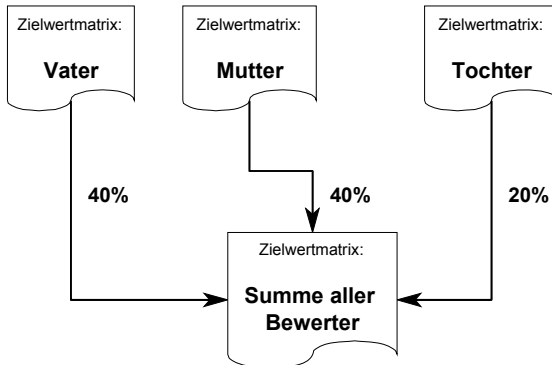 Zielwertmatrix:
Vater
Zielwertmatrix:
Mutter
Zielwertmatrix:
Tochter
40%
40%
20%
Zielwertmatrix:
Summe aller
Bewerter